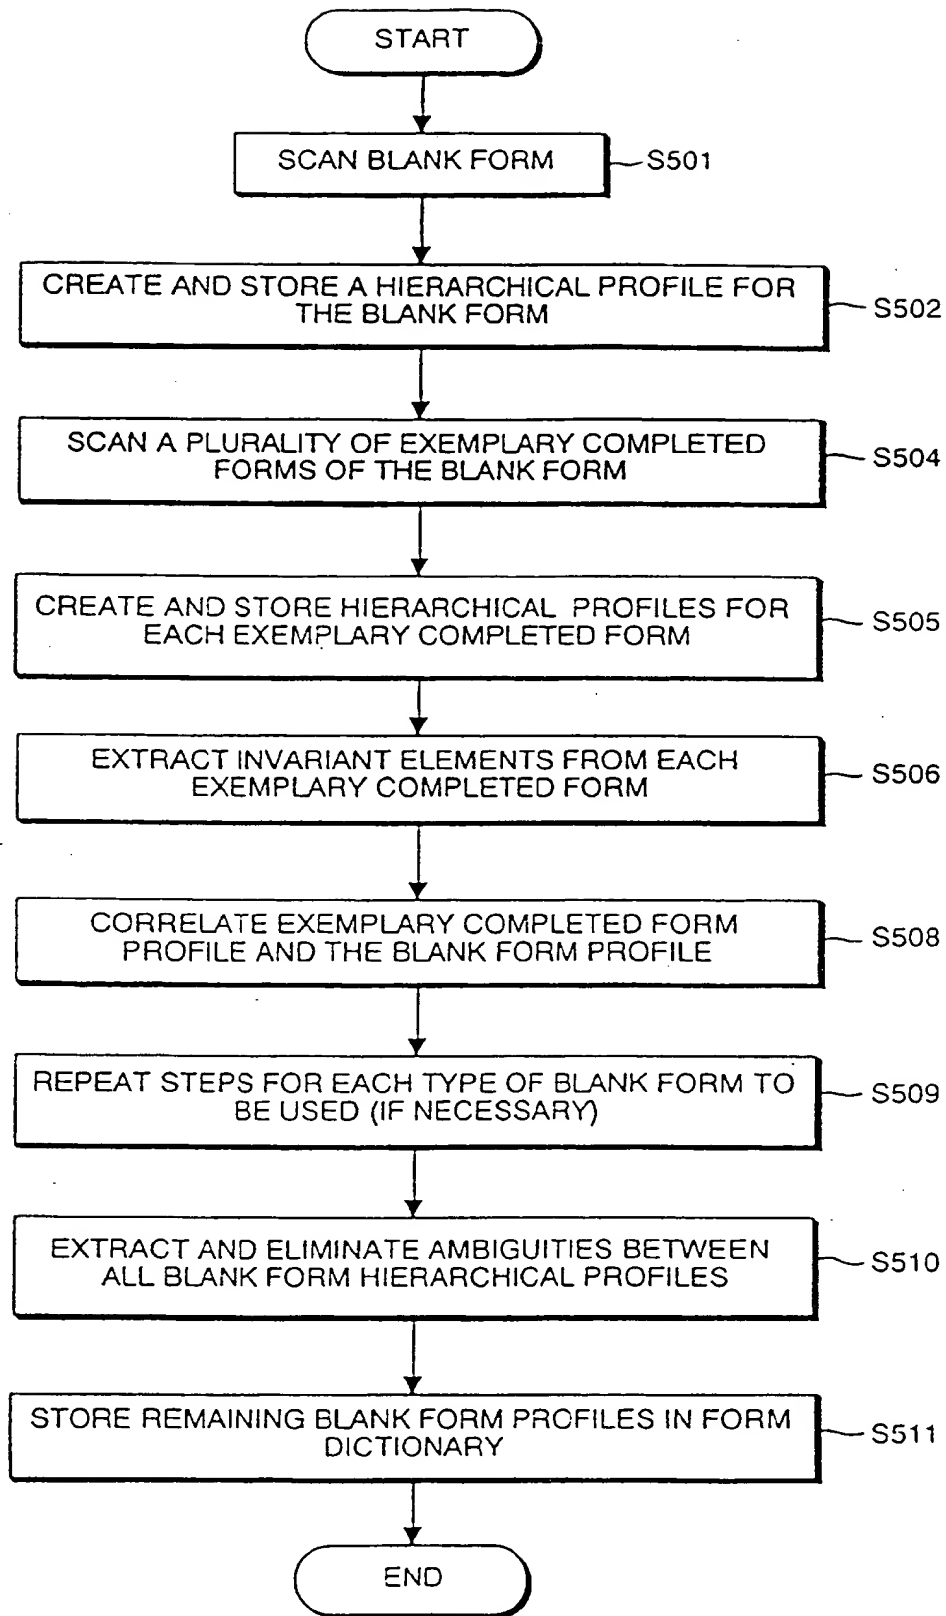 START
SCAN BLANK FORM
S501
CREATE AND STORE A HIERARCHICAL PROFILE FOR
THE BLANK FORM
S502
SCAN A PLURALITY OF EXEMPLARY COMPLETED
FORMS OF THE BLANK FORM
S504
CREATE AND STORE HIERARCHICAL PROFILES FOR
EACH EXEMPLARY COMPLETED FORM
S505
EXTRACT INVARIANT ELEMENTS FROM EACH
EXEMPLARY COMPLETED FORM
S506
CORRELATE EXEMPLARY COMPLETED FORM
PROFILE AND THE BLANK FORM PROFILE
S508
REPEAT STEPS FOR EACH TYPE OF BLANK FORM TO
BE USED (IF NECESSARY)
S509
EXTRACT AND ELIMINATE AMBIGUITIES BETWEEN
ALL BLANK FORM HIERARCHICAL PROFILES
S510
STORE REMAINING BLANK FORM PROFILES IN FORM
DICTIONARY
S511
END